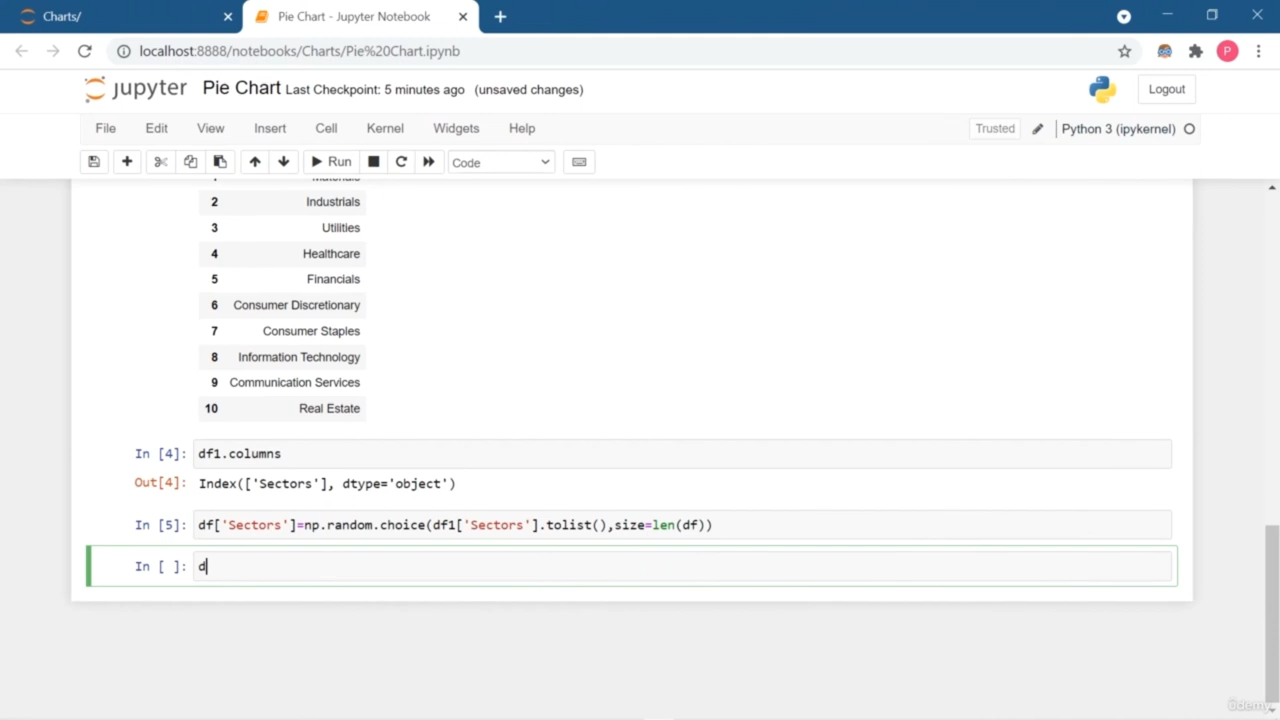 Charts/
Pie Chart - Jupyter Notebook
localhost:8888/notebooks/Charts/Pie%20Chart.ipynb
P
jupyter Pie Chart Last Checkpoint: 5 minutes ago (unsaved changes)
Logout
File Edit View Insert Cell Kernel Widgets Help
Trusted Python 3 (ipykernel)
Run Code
1 Materials
2 Industrials
3 Utilities
4 Healthcare
5 Financials
6 Consumer Discretionary
7 Consumer Staples
8 Information Technology
9 Communication Services
10 Real Estate
In [4]: df1.columns
Out[4]: Index(['Sectors'], dtype='object')
In [5]: df['Sectors']=np.random.choice(df1['Sectors'].tolist(),size=len(df))
In [ ]: d
ûdemy